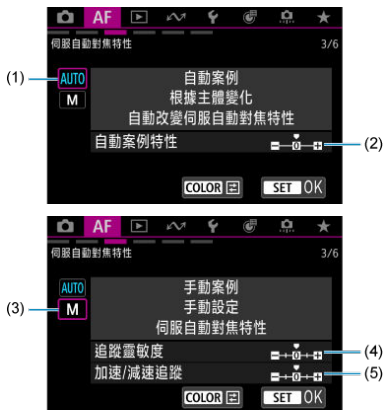 AF
伺服自動對焦特性
3/6
(1)
AUTO
M
自動案例
根據主體變化
自動改變伺服自動對焦特性
自動案例特性
(2)
COLOR
SET OK
AF
伺服自動對焦特性
3/6
AUTO
(3)
M
手動案例
手動設定
伺服自動對焦特性
追蹤靈敏度
(4)
加速/減速追蹤
(5)
COLOR
SET OK